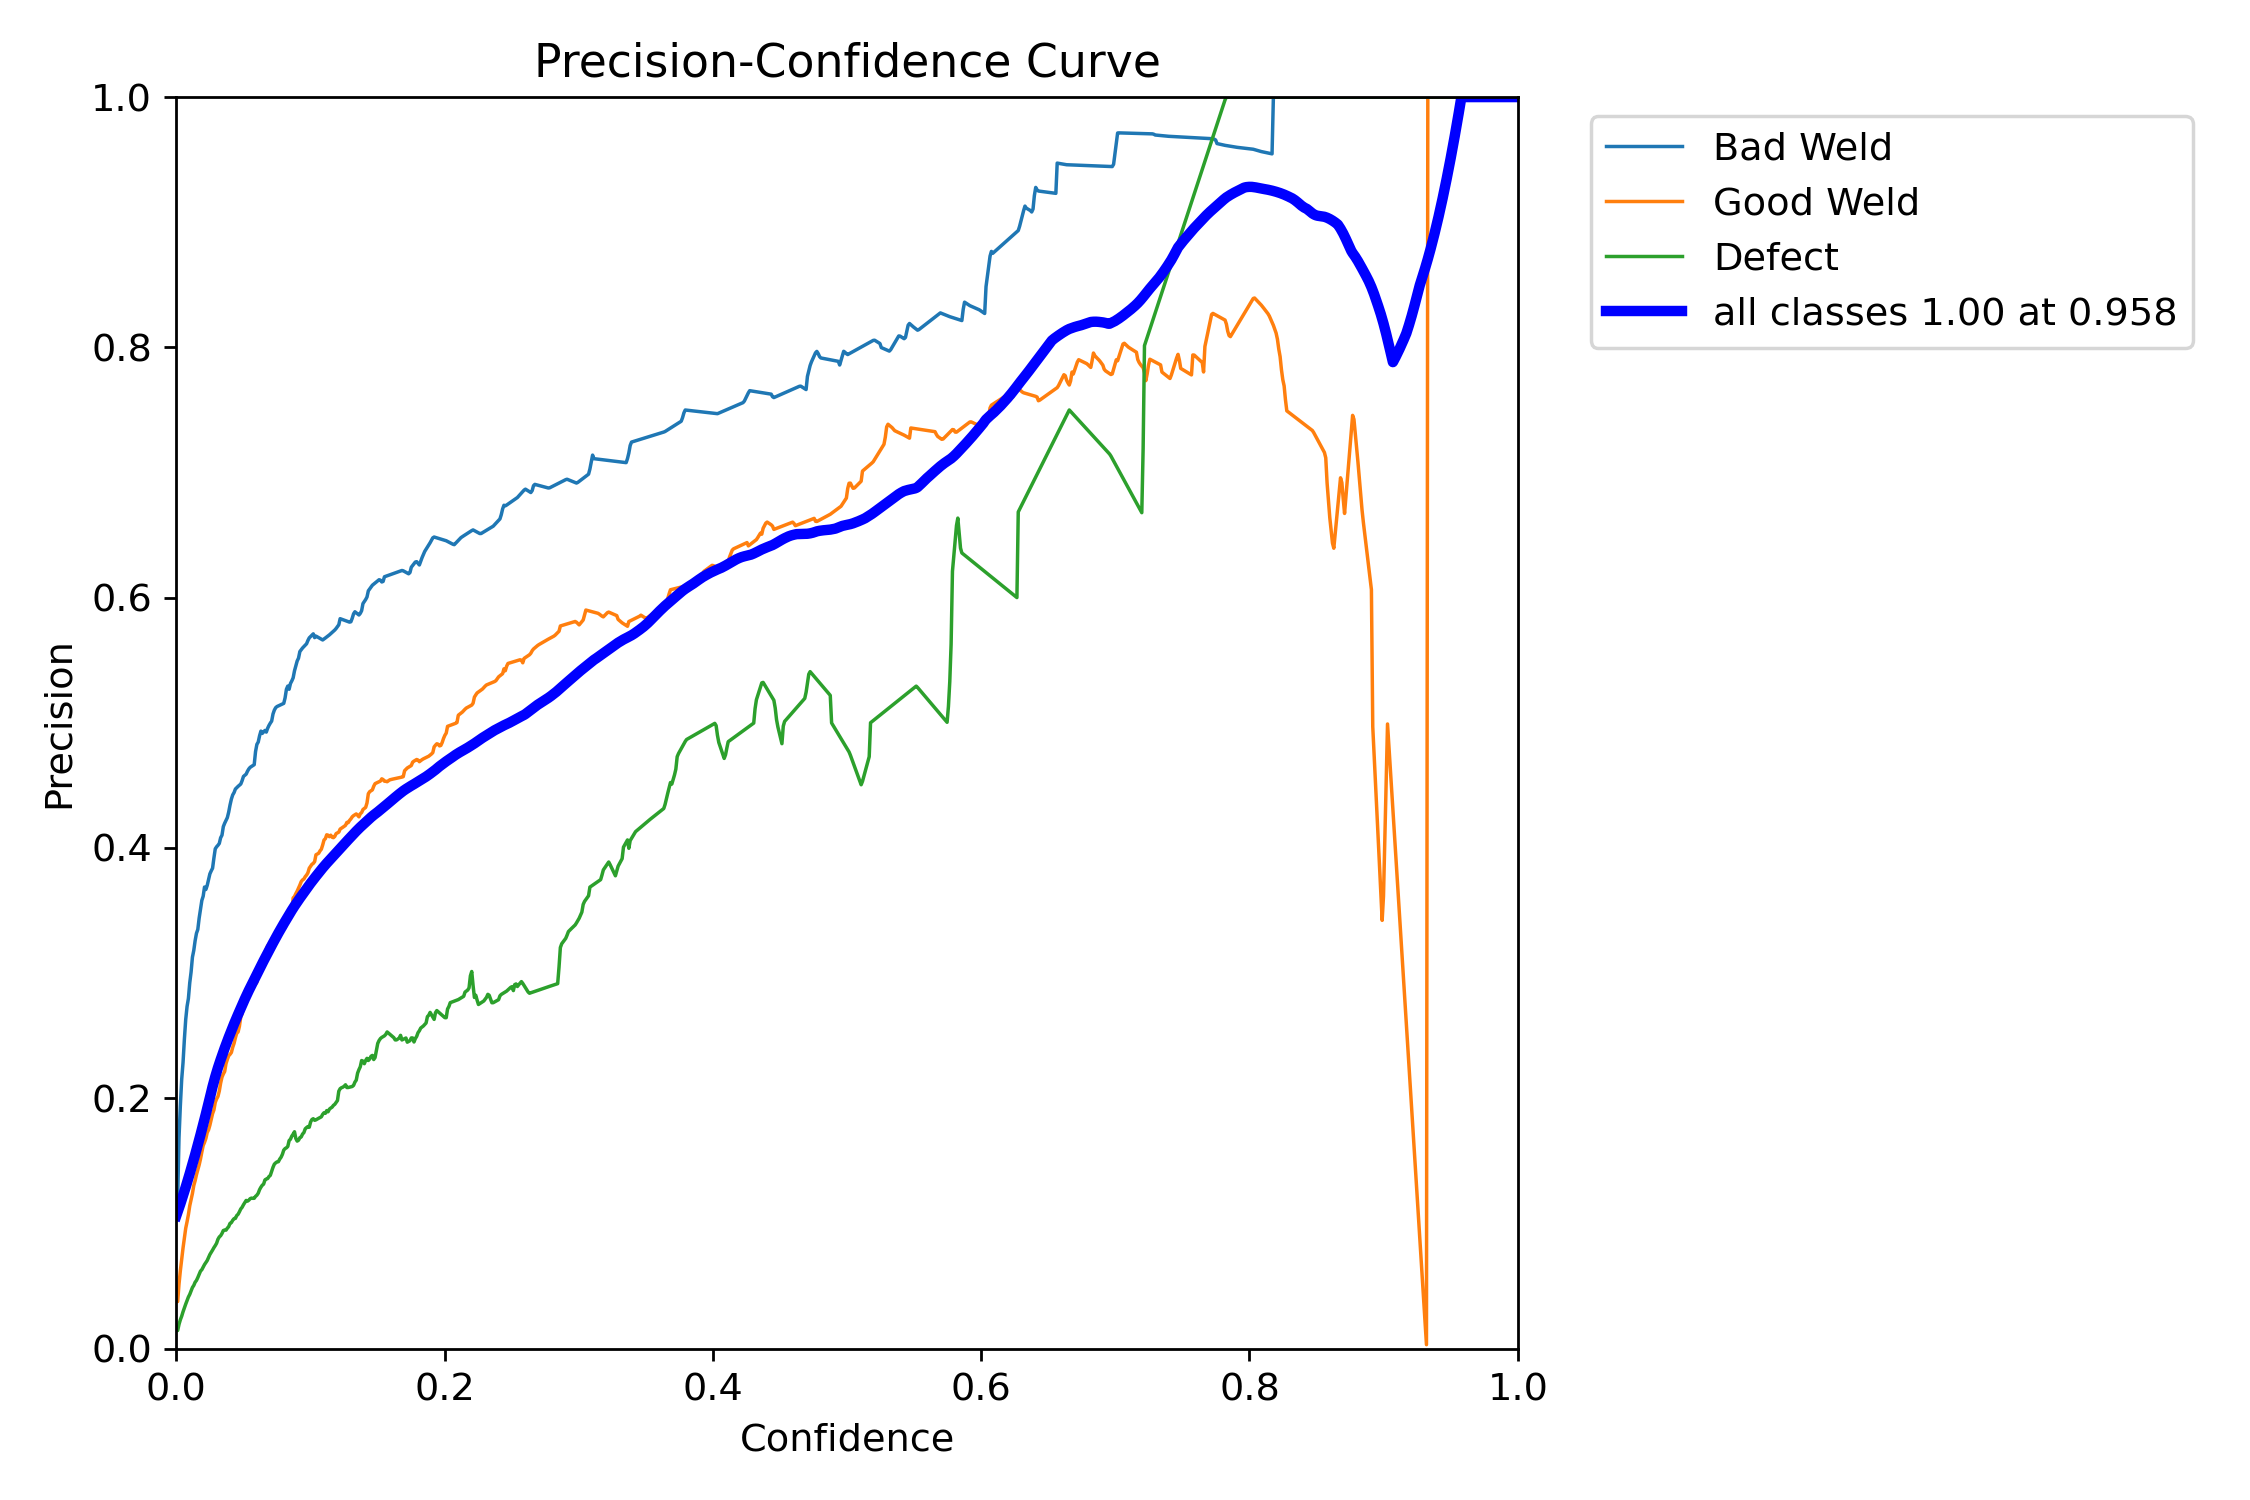 Precision-Confidence Curve
1.0
0.8
0.6
0.4
0.2
0.0
Precision
0.0 0.2 0.4 0.6 0.8 1.0
Confidence
Bad Weld
Good Weld
Defect
all classes 1.00 at 0.958